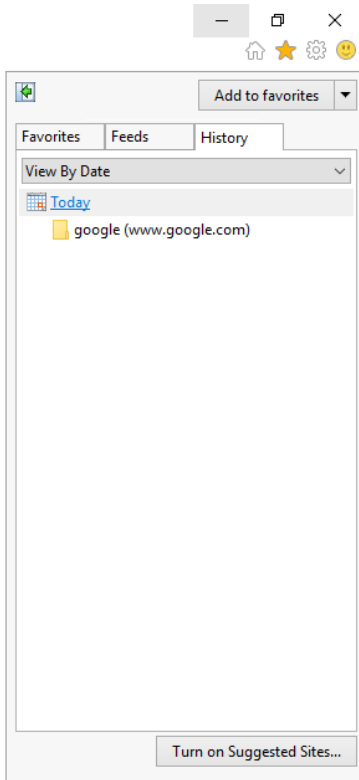 Add to favorites
Favorites Feeds History
View By Date
Today
google (www.google.com)
Turn on Suggested Sites...